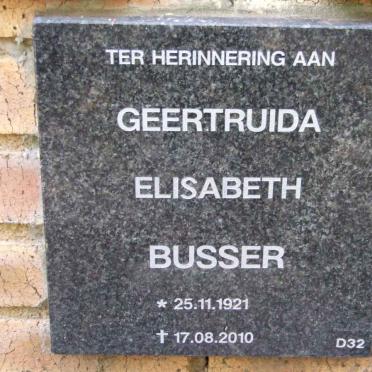 TER HERINNERING AAN
GEERTRUIDA
ELISABETH
BUSSER
* 25.11.1921
✝ 17.08.2010
D32